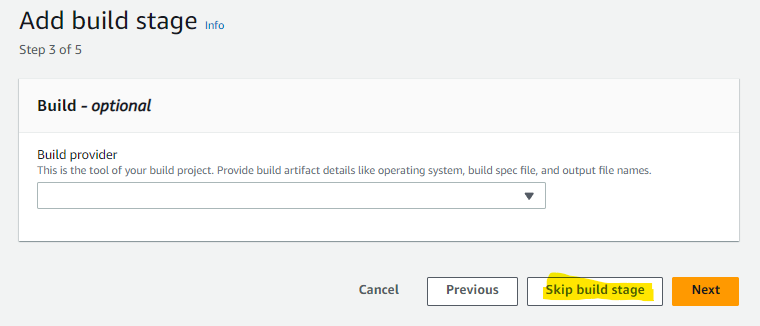 Add build stage Info
Step 3 of 5
Build - optional
Build provider
This is the tool of your build project. Provide build artifact details like operating system, build spec file, and output file names.
Cancel Previous Skip build stage Next